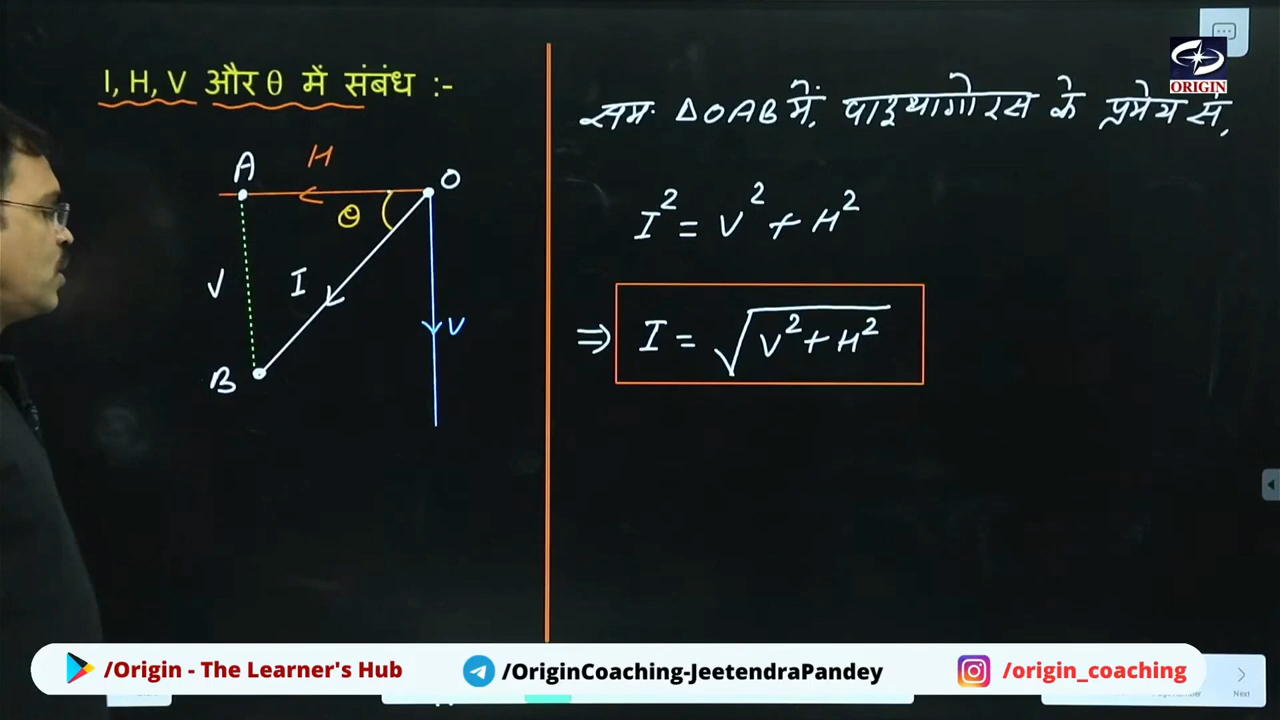 ORIGIN
I, H, V और θ में संबंध :-
A
H
O
θ
V
I
V
B
सम. ΔOAB में, पाइथागोरस के प्रमेय से,
I² = V² + H²
⇒ I = √V² + H²
/Origin - The Learner's Hub
/OriginCoaching-JeetendraPandey
/origin_coaching
Next